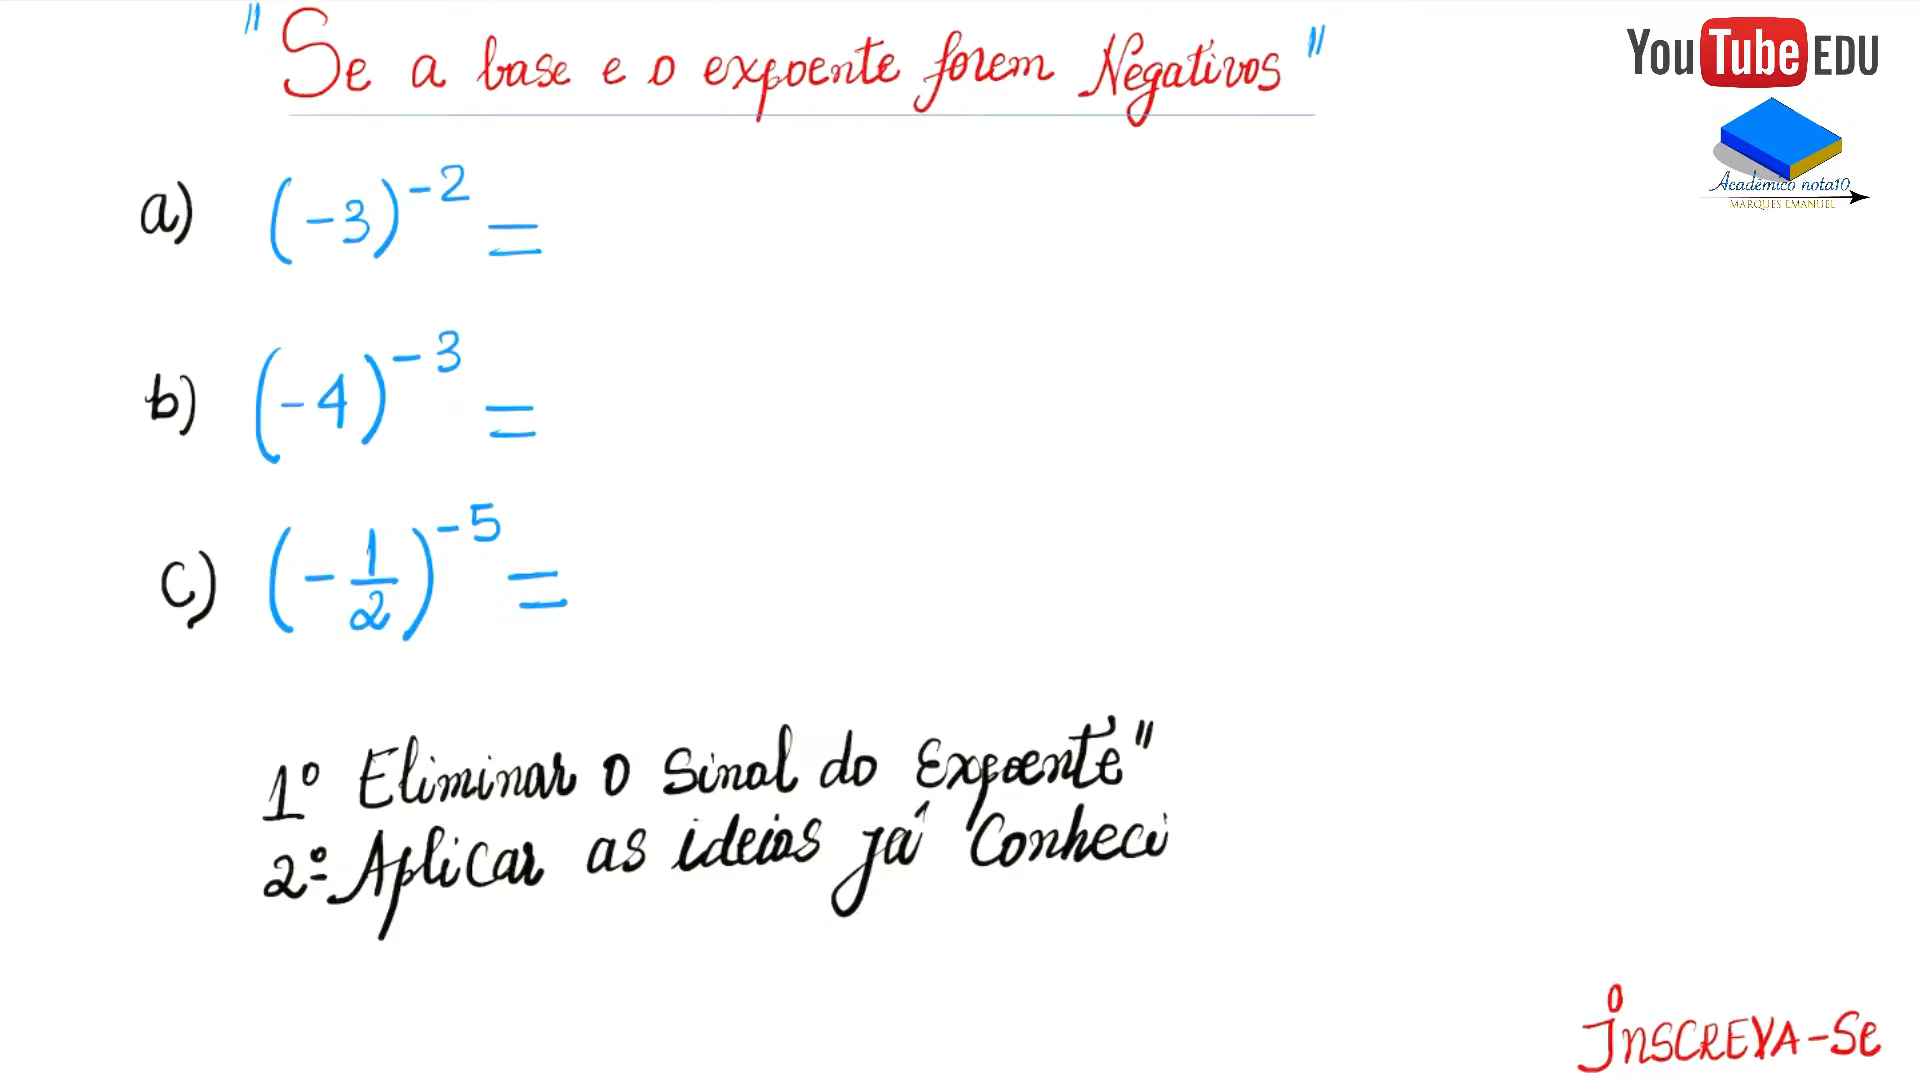 " Se a base e o expoente forem Negativos "
YouTube EDU
Acadêmico nota10
MARQUES EMANUEL
a) (-3)⁻² =
b) (-4)⁻³ =
c) (-1/2)⁻⁵ =
1º Eliminar o Sinal do Expoente"
2º Aplicar as ideias já Conheci
INSCREVA-SE